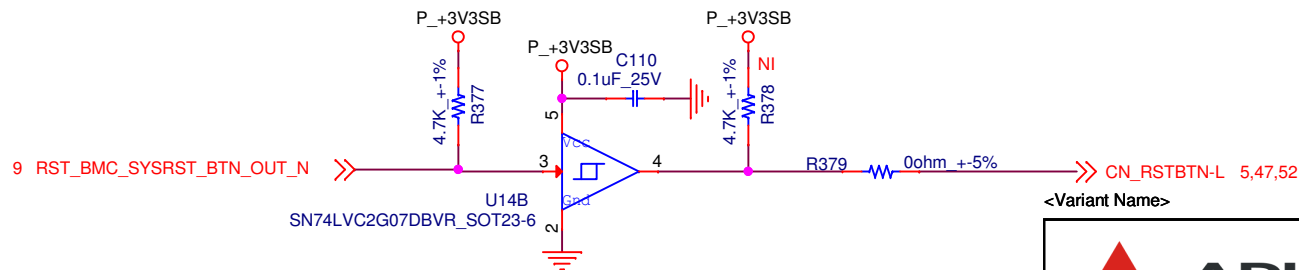 P_+3V3SB
P_+3V3SB
P_+3V3SB
C110
0.1uF_25V
NI
4.7K_+-1%
R377
4.7K_+-1%
R378
5
VCC
9 RST_BMC_SYSRST_BTN_OUT_N
3
4
R379
0ohm_+-5%
CN_RSTBTN-L 5,47,52
U14B
Gnd
SN74LVC2G07DBVR_SOT23-6
2
<Variant Name>